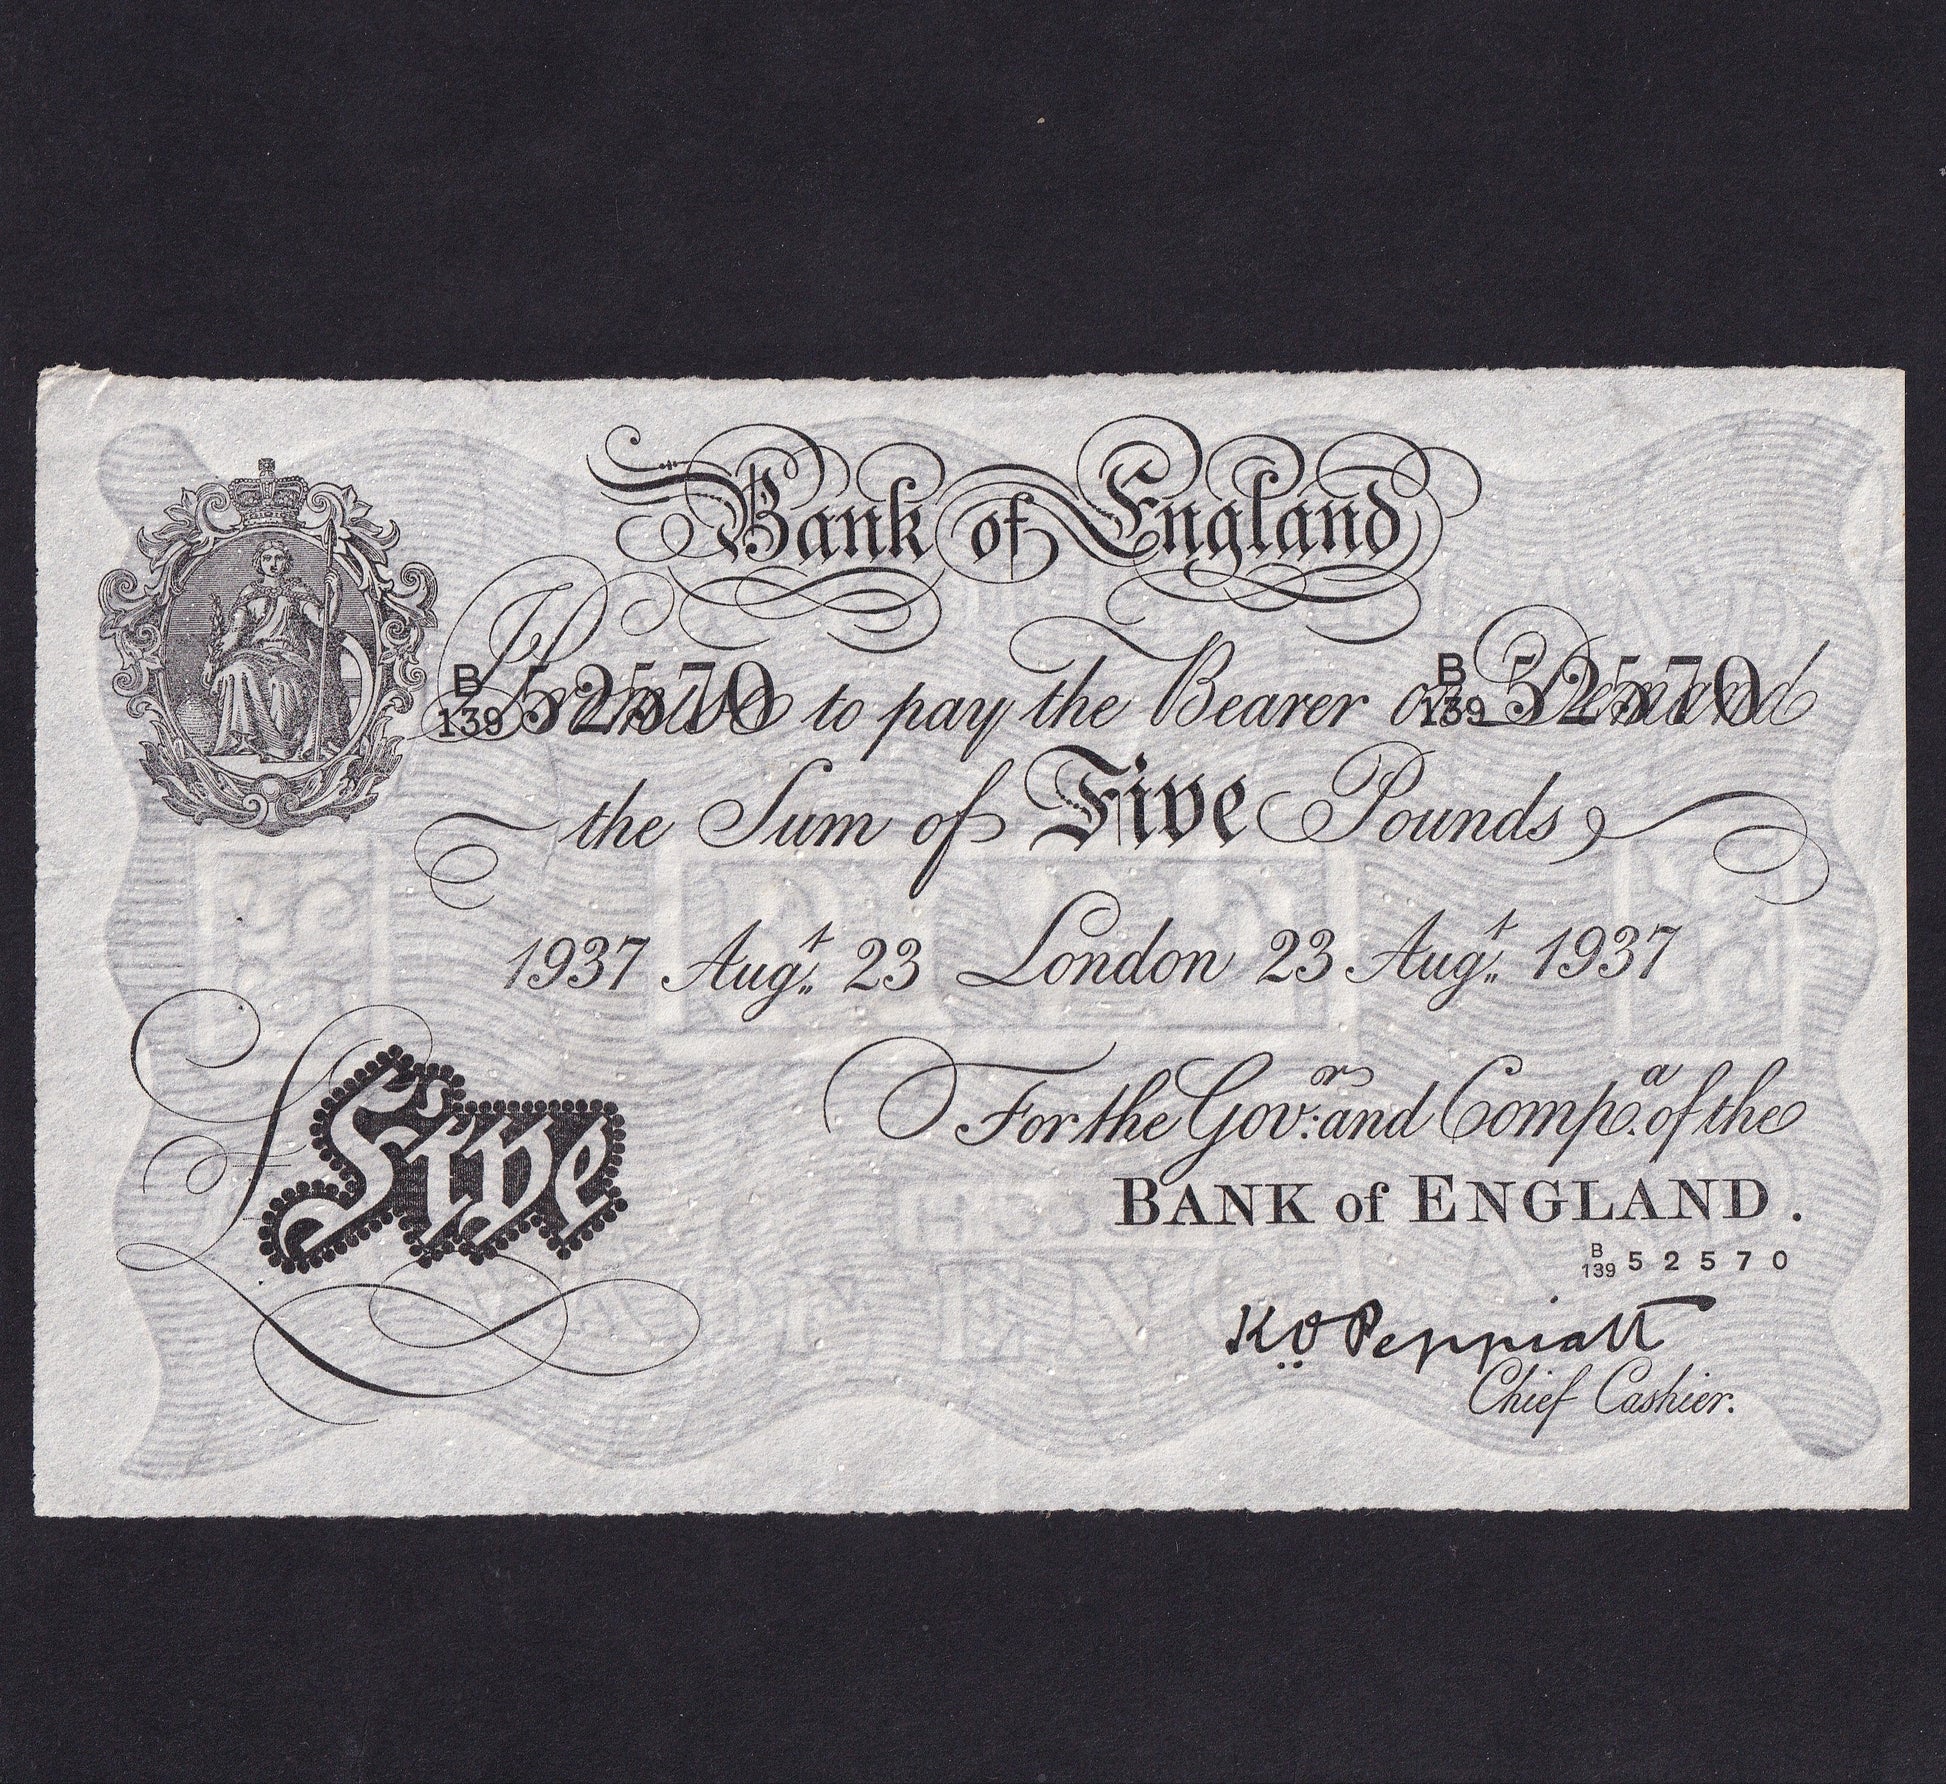 Bank of England
B/139 52570 Promise to pay the Bearer on Demand B/139 52570
the Sum of Five Pounds,
1937 Augt. 23 London 23 Augt. 1937
For the Govr: and Compa. of the
BANK of ENGLAND.
B/139 52570
Five
K O Peppiatt
Chief Cashier.